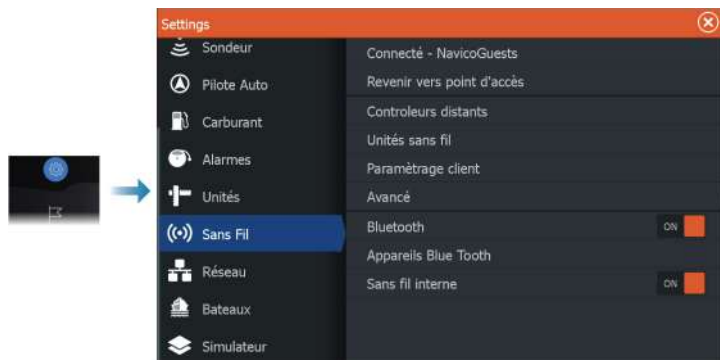 Settings
Sondeur
Pilote Auto
Carburant
Alarmes
Unités
Sans Fil
Réseau
Bateaux
Simulateur
Connecté - NavicoGuests
Revenir vers point d'accès
Controleurs distants
Unités sans fil
Paramètrage client
Avancé
Bluetooth ON
Appareils Blue Tooth
Sans fil interne ON